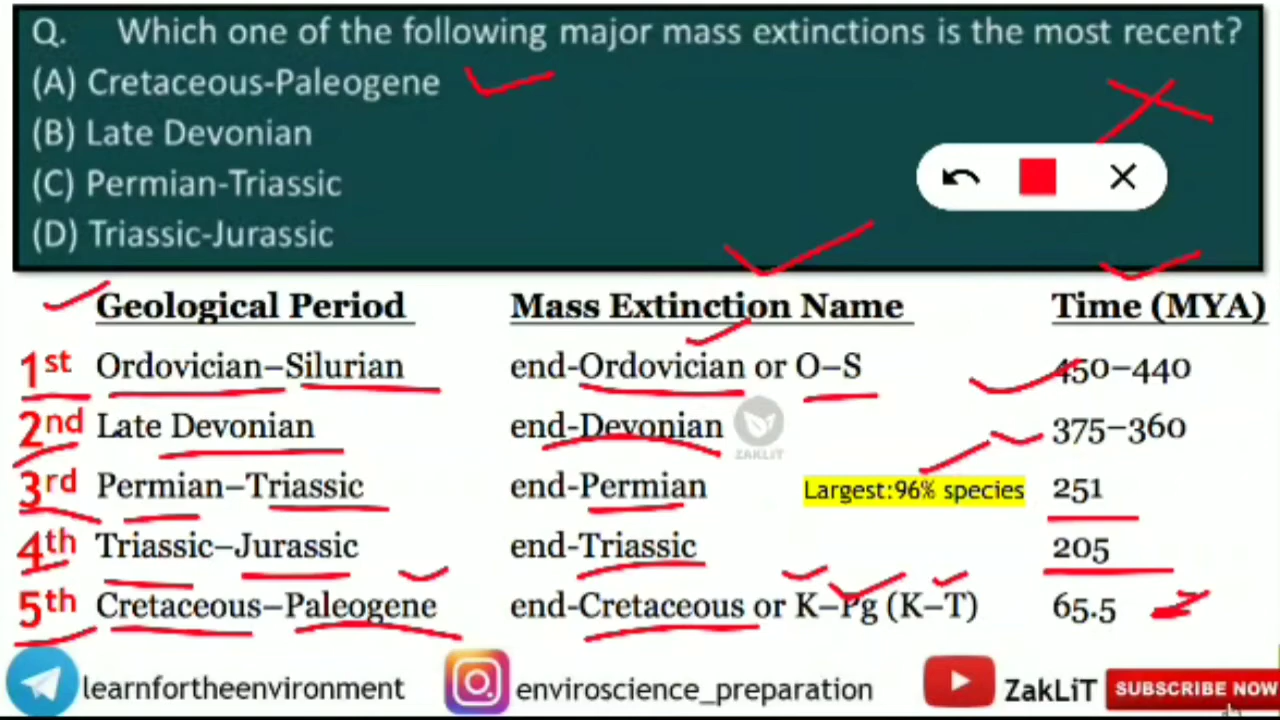 Q. Which one of the following major mass extinctions is the most recent?
(A) Cretaceous-Paleogene
(B) Late Devonian
(C) Permian-Triassic
(D) Triassic-Jurassic
Geological Period Mass Extinction Name Time (MYA)
1st Ordovician–Silurian end-Ordovician or O–S 450–440
2nd Late Devonian end-Devonian 375–360
ZAKLiT
3rd Permian–Triassic end-Permian Largest:96% species 251
4th Triassic–Jurassic end-Triassic 205
5th Cretaceous–Paleogene end-Cretaceous or K–Pg (K–T) 65.5
learnfortheenvironment enviroscience_preparation ZakLiT SUBSCRIBE NOW